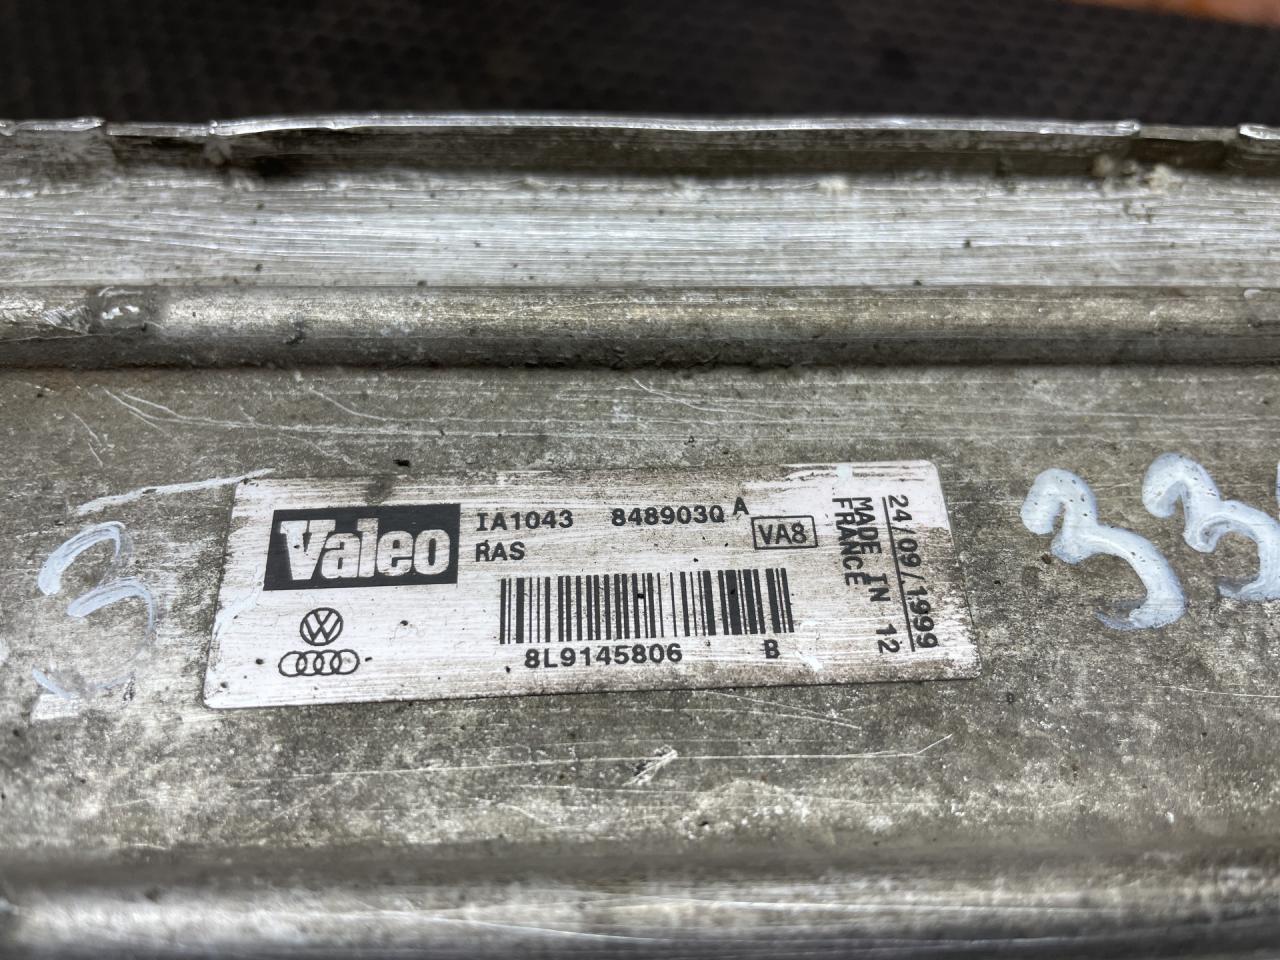 Valeo
IA1043 848903Q A
RAS
VA8
8L9145806 B
24/09/1999
MADE IN 12
FRANCE
3
33